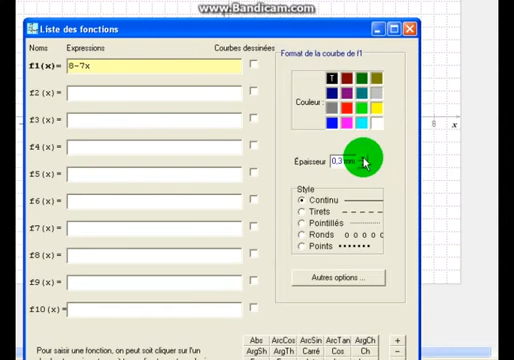 www.Bandicam.com
Liste des fonctions
Noms Expressions Courbes dessinées
f1(x)= 8-7x
f2(x)=
f3(x)=
f4(x)=
f5(x)=
f6(x)=
f7(x)=
f8(x)=
f9(x)=
f10(x)=
Format de la courbe de f1
Couleur :
T
Épaisseur 0,3 mm
Style
Continu
Tirets
Pointillés
Ronds
Points
Autres options ...
8 x
Abs ArcCos ArcSin ArcTan ArgCh +
ArgSh ArgTh Carré Cos Ch -
Pour saisir une fonction, on peut soit cliquer sur l'un